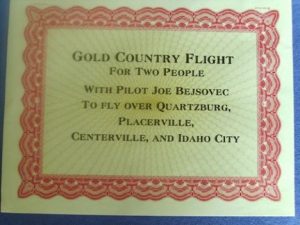 GOLD COUNTRY FLIGHT
FOR TWO PEOPLE
WITH PILOT JOE BEJSOVEC
TO FLY OVER QUARTZBURG,
PLACERVILLE,
CENTERVILLE, AND IDAHO CITY